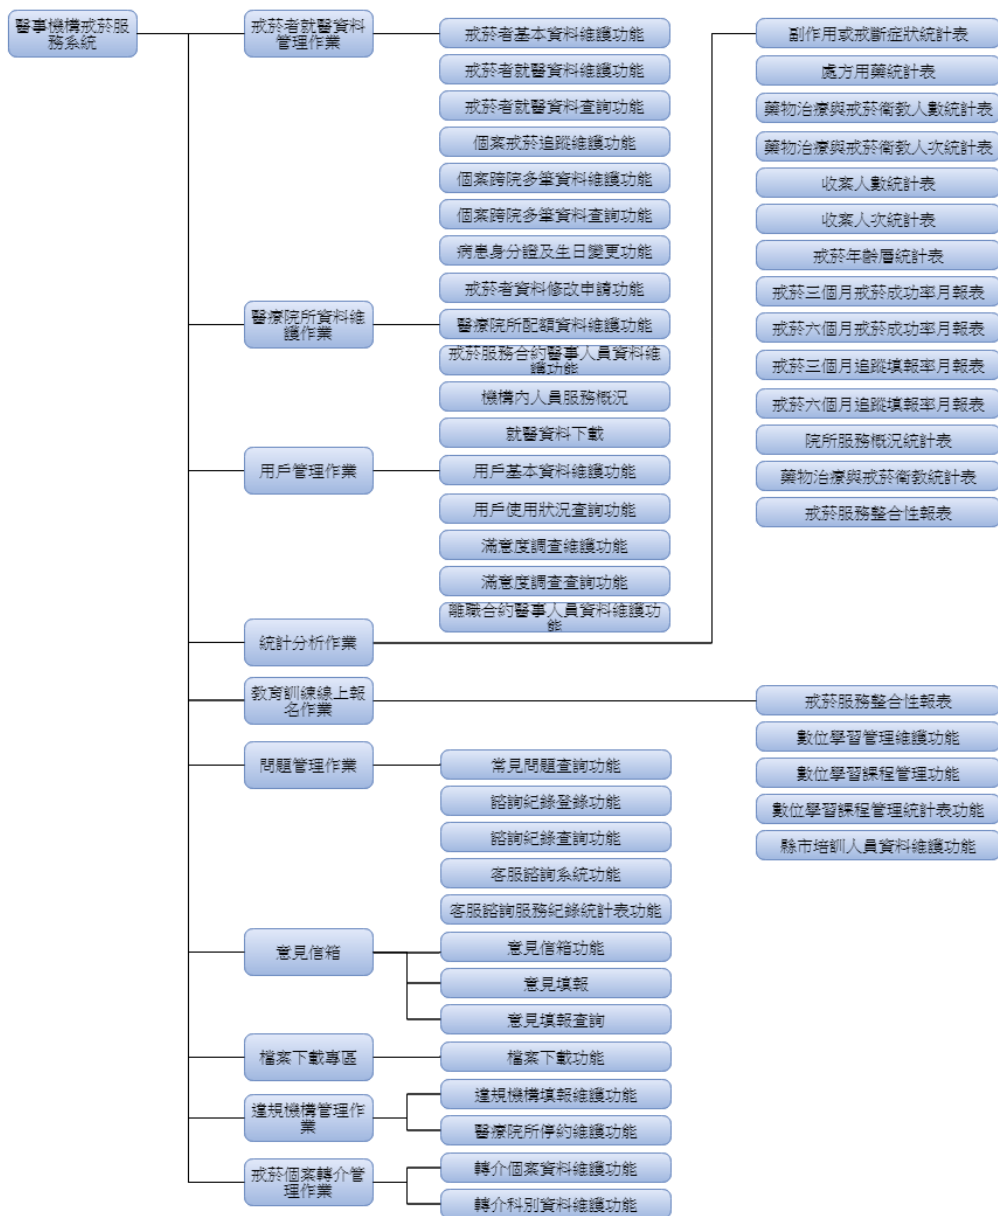 醫事機構戒菸服
務系統
戒菸者就醫資料
管理作業
戒菸者基本資料維護功能
戒菸者就醫資料維護功能
戒菸者就醫資料查詢功能
個案戒菸追蹤維護功能
個案跨院多筆資料維護功能
個案跨院多筆資料查詢功能
病患身分證及生日變更功能
戒菸者資料修改申請功能
醫療院所資料維
護作業
醫療院所配額資料維護功能
戒菸服務合約醫事人員資料維
護功能
機構內人員服務概況
就醫資料下載
用戶管理作業
用戶基本資料維護功能
用戶使用狀況查詢功能
滿意度調查維護功能
滿意度調查查詢功能
離職合約醫事人員資料維護功
能
統計分析作業
副作用或戒斷症狀統計表
處方用藥統計表
藥物治療與戒菸衛教人數統計表
藥物治療與戒菸衛教人次統計表
收案人數統計表
收案人次統計表
戒菸年齡層統計表
戒菸三個月戒菸成功率月報表
戒菸六個月戒菸成功率月報表
戒菸三個月追蹤填報率月報表
戒菸六個月追蹤填報率月報表
院所服務概況統計表
藥物治療與戒菸衛教統計表
戒菸服務整合性報表
教育訓練線上報
名作業
戒菸服務整合性報表
數位學習管理維護功能
數位學習課程管理功能
數位學習課程管理統計表功能
縣市培訓人員資料維護功能
問題管理作業
常見問題查詢功能
諮詢紀錄登錄功能
諮詢紀錄查詢功能
客服諮詢系統功能
客服諮詢服務紀錄統計表功能
意見信箱
意見信箱功能
意見填報
意見填報查詢
檔案下載專區
檔案下載功能
違規機構管理作
業
違規機構填報維護功能
醫療院所停約維護功能
戒菸個案轉介管
理作業
轉介個案資料維護功能
轉介科別資料維護功能